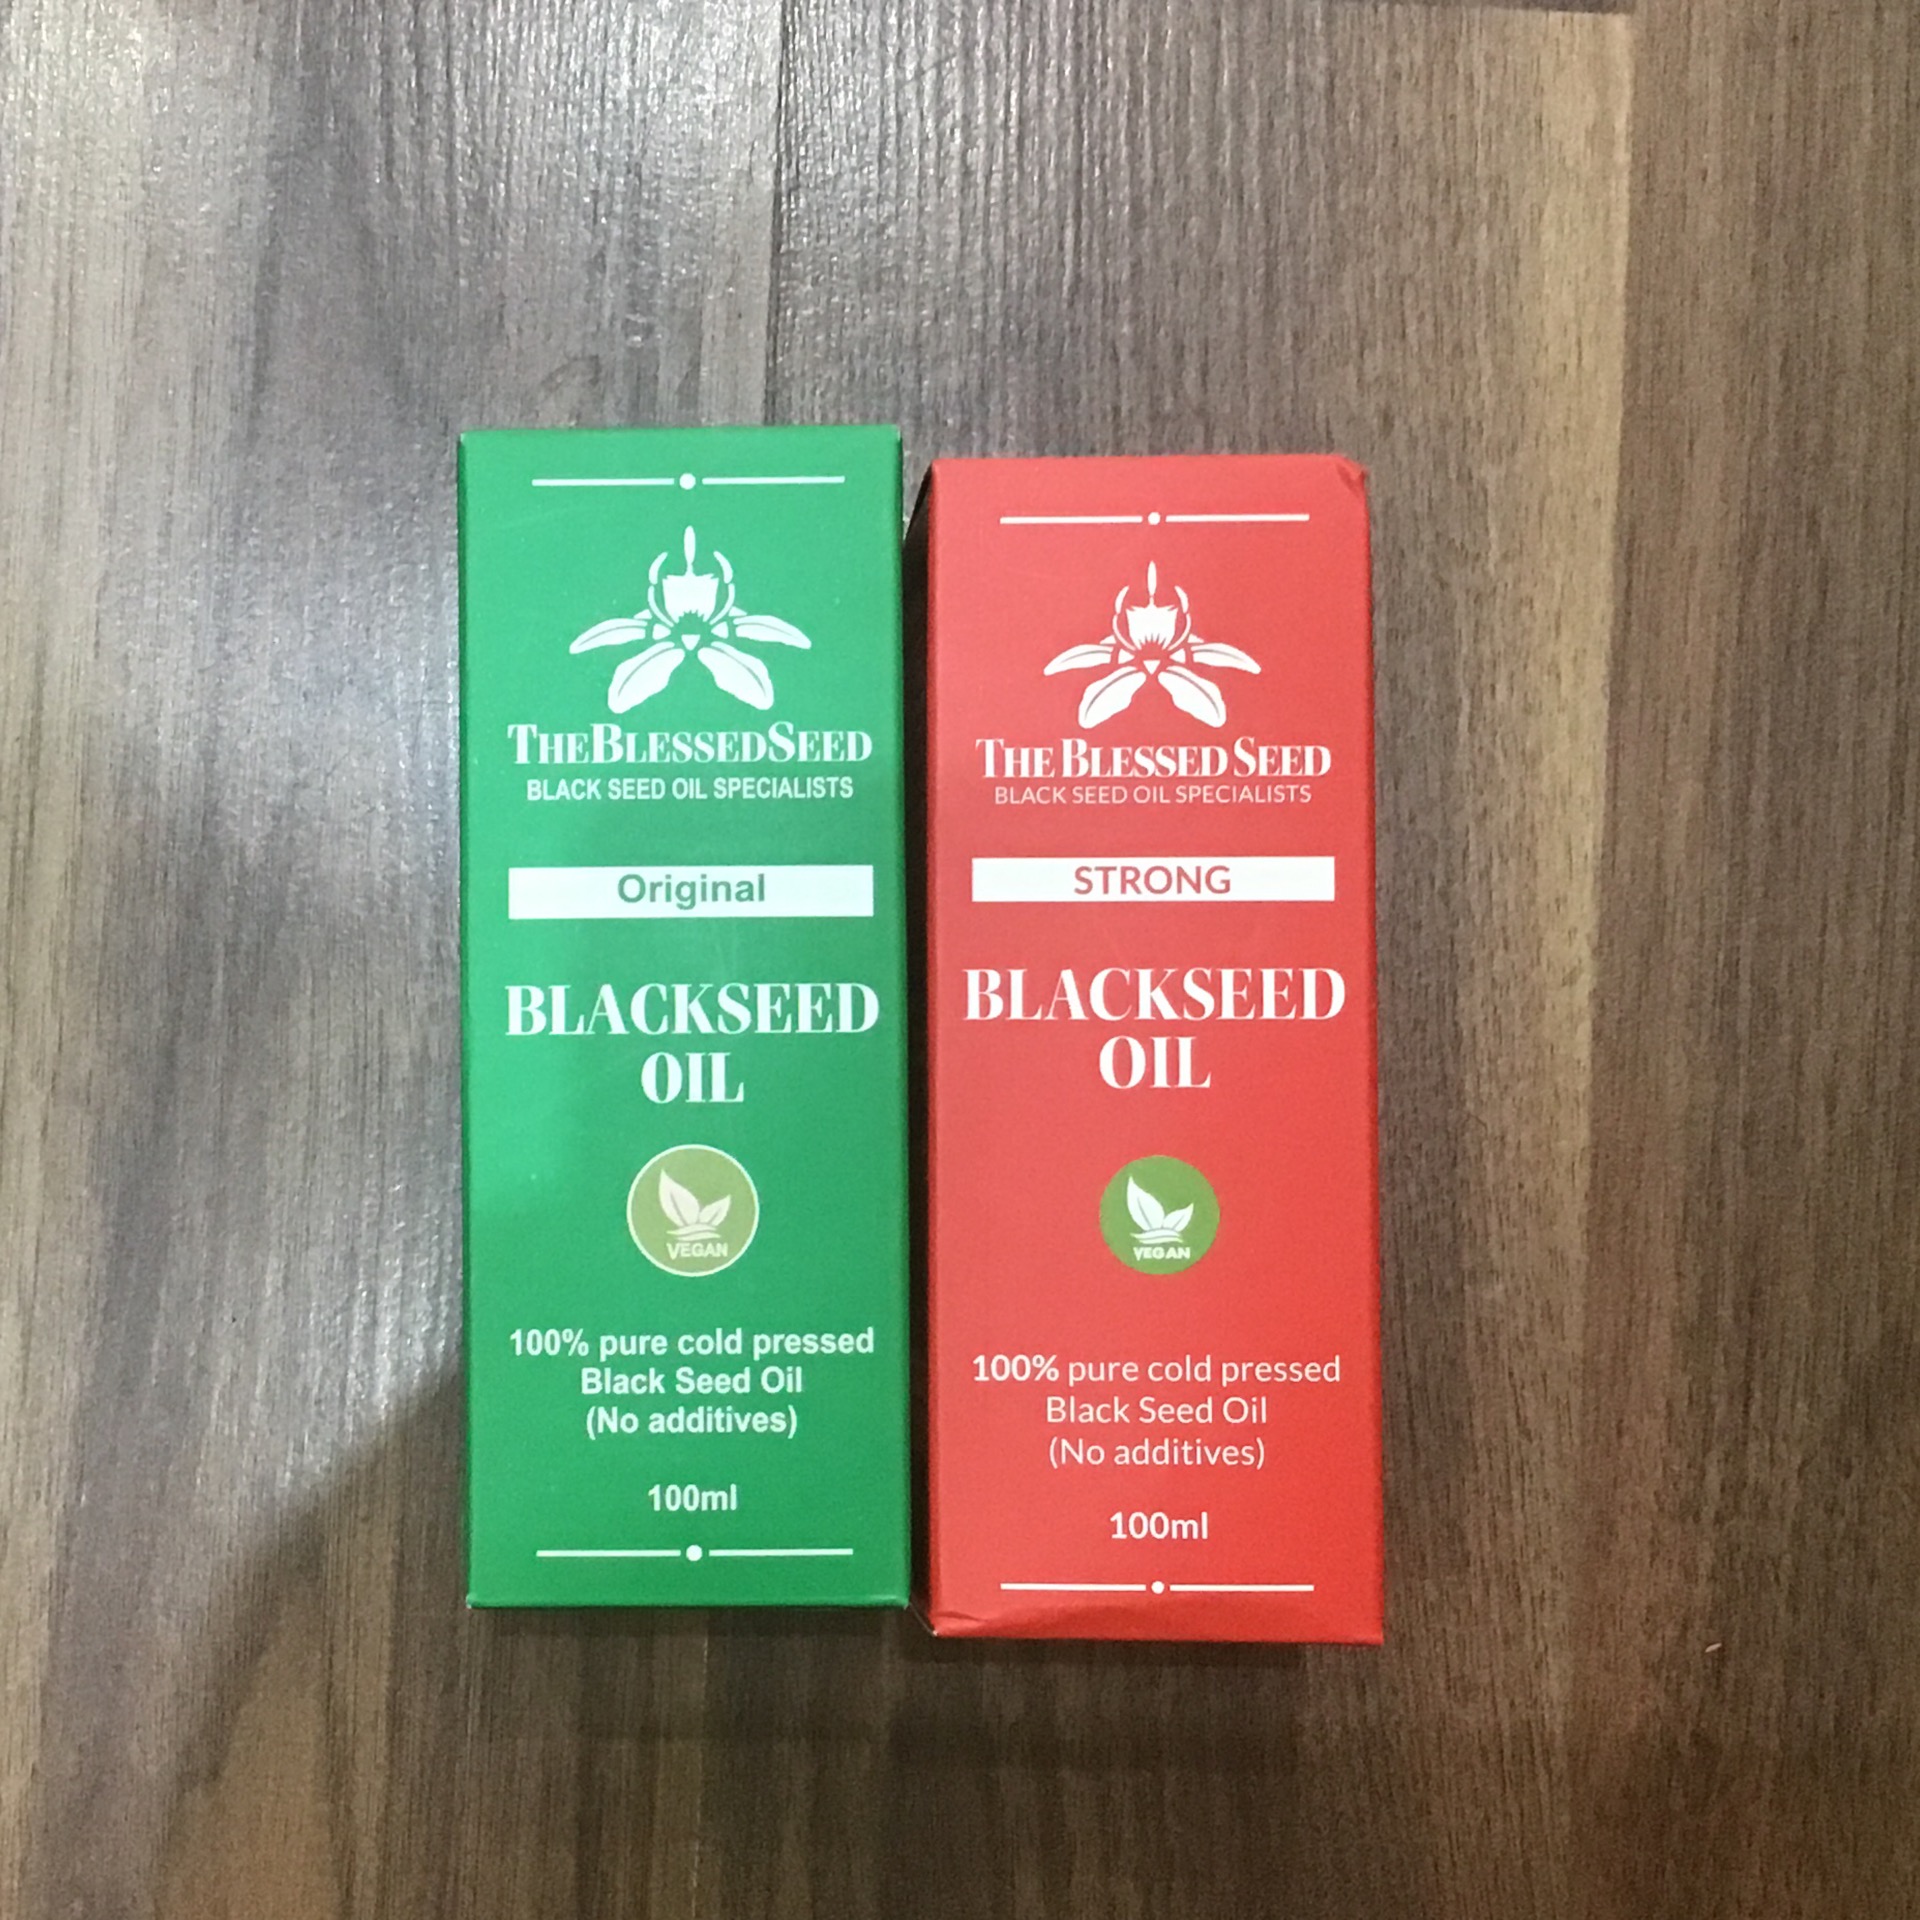 THEBLESSEDSEED
BLACK SEED OIL SPECIALISTS
Original
BLACKSEED
OIL
VEGAN
100% pure cold pressed
Black Seed Oil
(No additives)
100ml
THE BLESSED SEED
BLACK SEED OIL SPECIALISTS
STRONG
BLACKSEED
OIL
VEGAN
100% pure cold pressed
Black Seed Oil
(No additives)
100ml